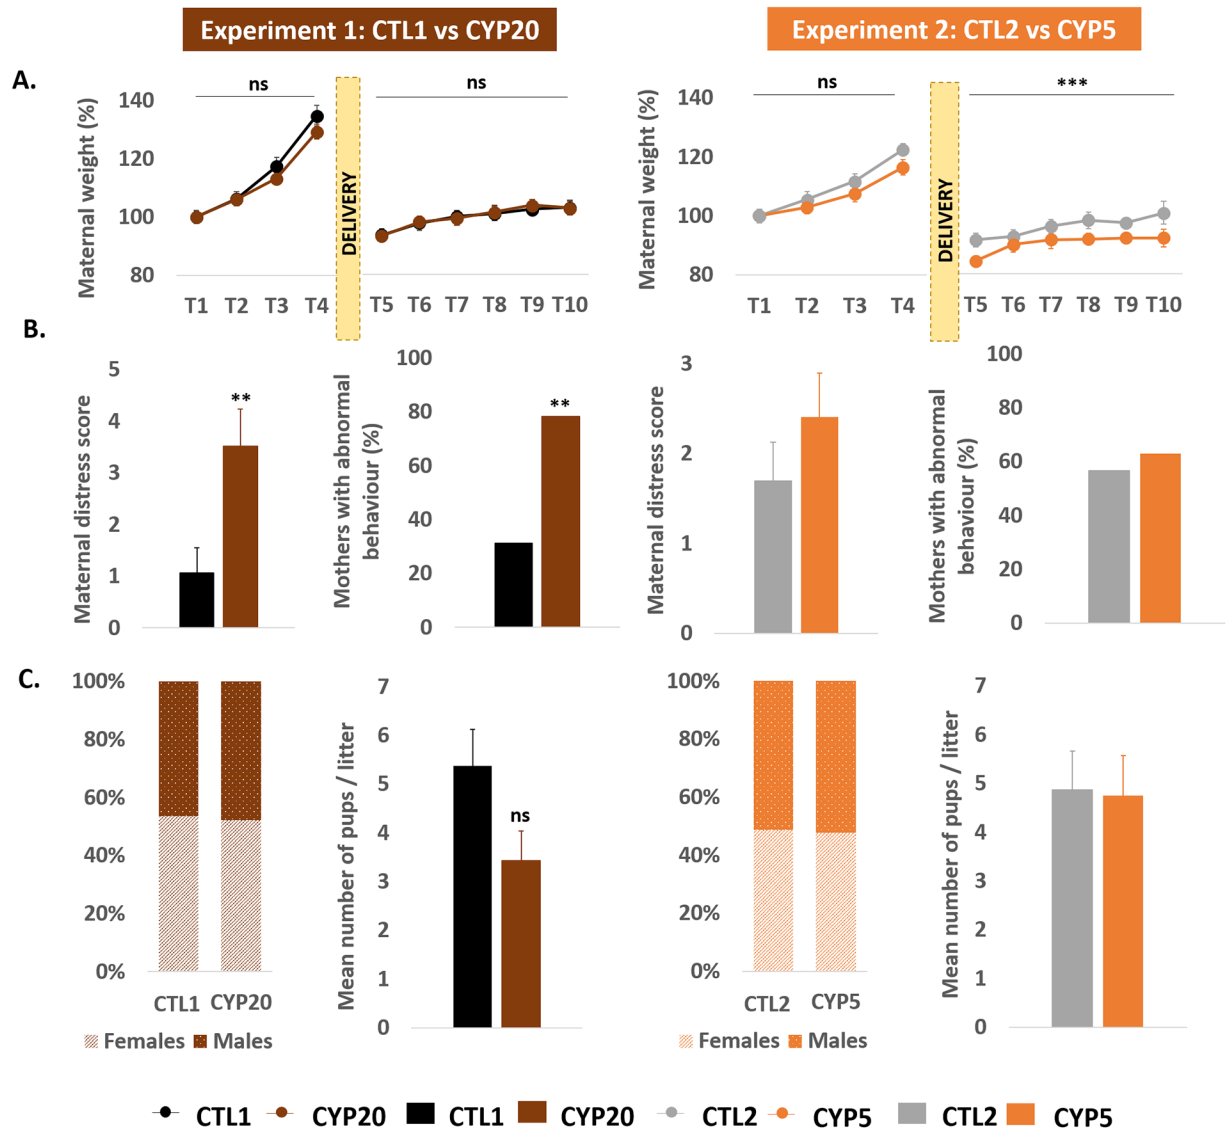 Experiment 1: CTL1 vs CYP20
Experiment 2: CTL2 vs CYP5
A.
Maternal weight (%)
140
120
100
80
ns
ns
DELIVERY
T1 T2 T3 T4 T5 T6 T7 T8 T9 T10
Maternal weight (%)
140
120
100
80
ns
***
DELIVERY
T1 T2 T3 T4 T5 T6 T7 T8 T9 T10
B.
Maternal distress score
5
4
3
2
1
0
**
Mothers with abnormal
behaviour (%)
100
80
60
40
20
0
**
Maternal distress score
3
2
1
0
Mothers with abnormal
behaviour (%)
100
80
60
40
20
0
C.
100%
80%
60%
40%
20%
0%
CTL1 CYP20
Females Males
Mean number of pups / litter
7
6
5
4
3
2
1
0
ns
100%
80%
60%
40%
20%
0%
CTL2 CYP5
Females Males
Mean number of pups / litter
7
6
5
4
3
2
1
0
CTL1 CYP20 CTL1 CYP20 CTL2 CYP5 CTL2 CYP5